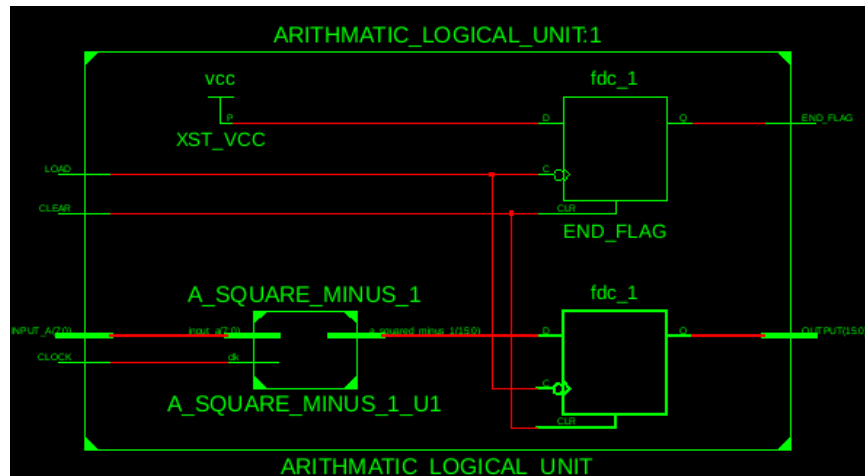 ARITHMATIC_LOGICAL_UNIT:1
vcc
fdc_1
P
D
Q
END_FLAG
XST_VCC
LOAD
C
CLEAR
CLR
END_FLAG
A_SQUARE_MINUS_1
fdc_1
INPUT_A(7:0)
input_a(7:0)
a_squared_minus_1(15:0)
D
Q
OUTPUT(15:0)
CLOCK
clk
C
A_SQUARE_MINUS_1_U1
CLR
ARITHMATIC_LOGICAL_UNIT